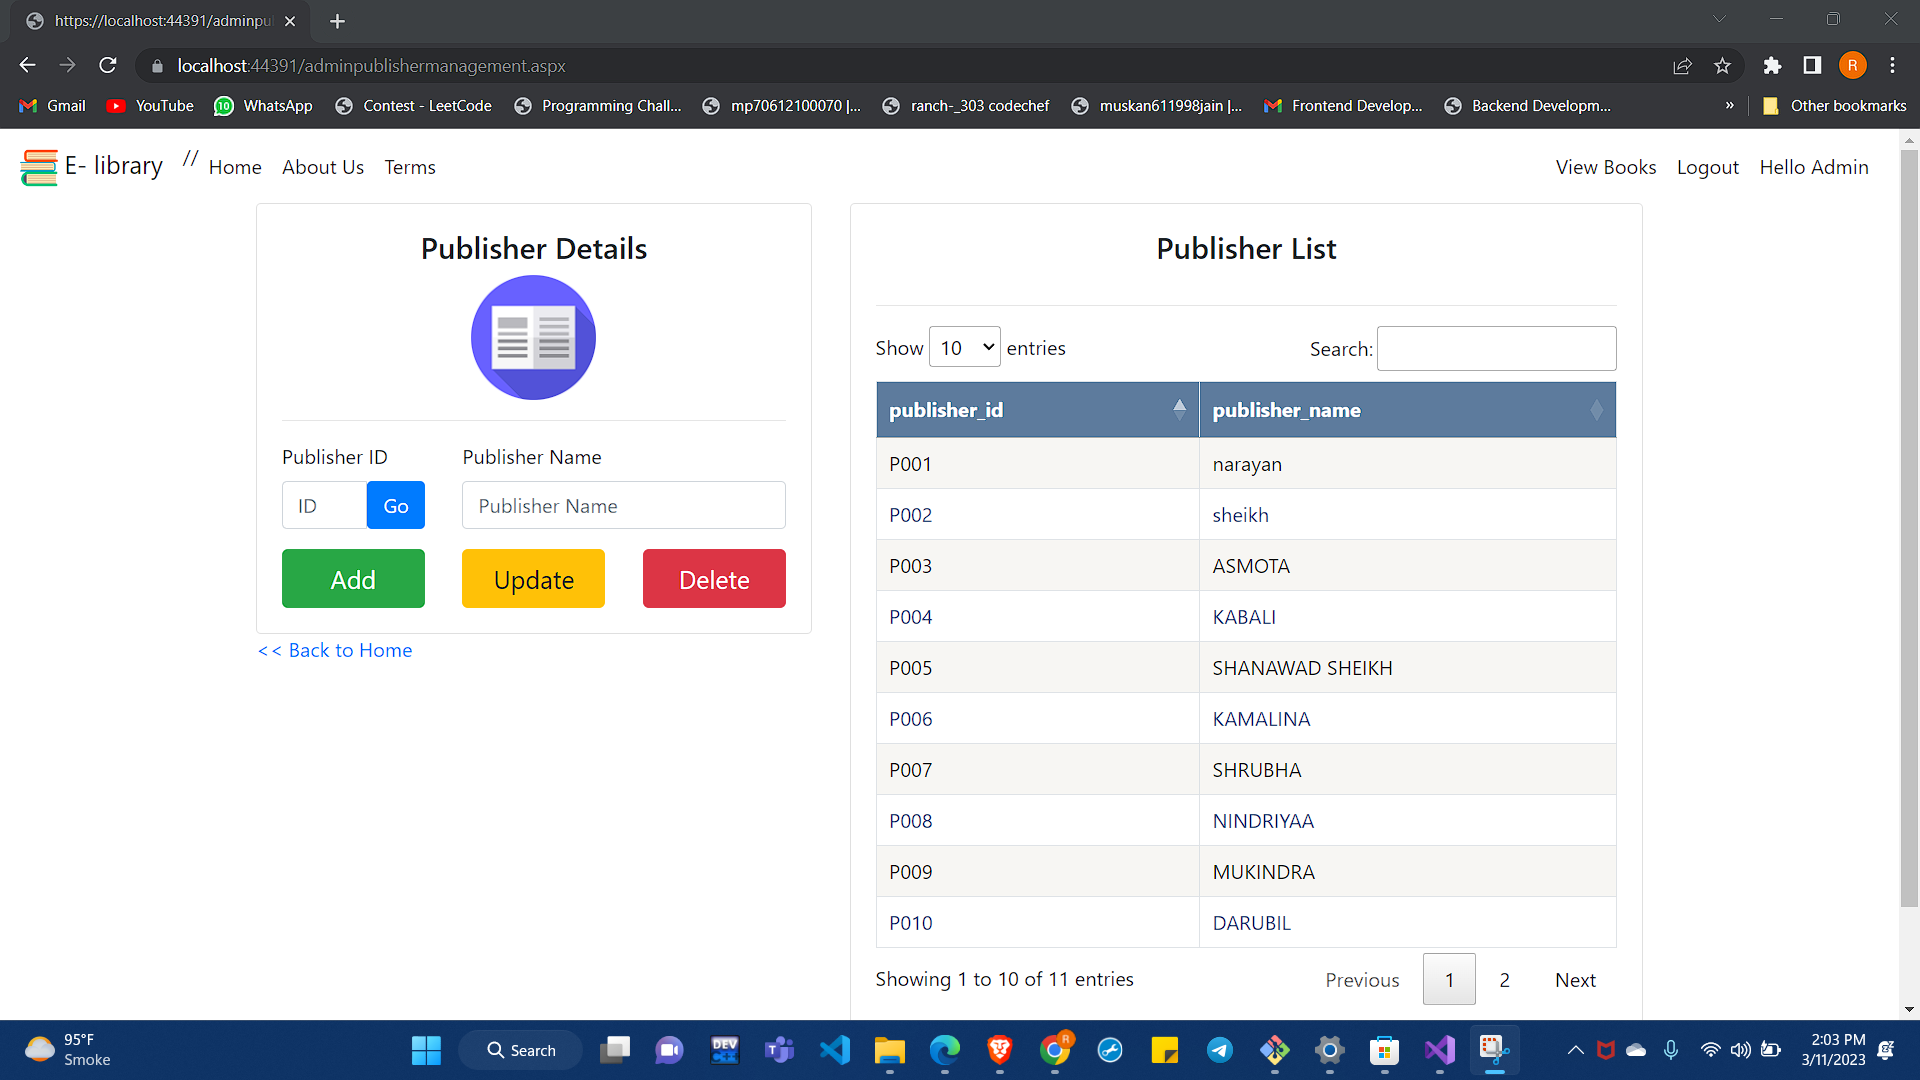 https://localhost:44391/adminpu
localhost:44391/adminpublishermanagement.aspx
R
Gmail
YouTube
10
WhatsApp
Contest - LeetCode
Programming Chall...
mp70612100070 |...
ranch-_303 codechef
muskan611998jain |...
Frontend Develop...
Backend Developm...
»
Other bookmarks
E- library
//
Home
About Us
Terms
View Books
Logout
Hello Admin
Publisher Details
Publisher ID
Publisher Name
ID
Go
Publisher Name
Add
Update
Delete
<< Back to Home
Publisher List
Show 10 entries
Search:
publisher_id
publisher_name
P001
narayan
P002
sheikh
P003
ASMOTA
P004
KABALI
P005
SHANAWAD SHEIKH
P006
KAMALINA
P007
SHRUBHA
P008
NINDRIYAA
P009
MUKINDRA
P010
DARUBIL
Showing 1 to 10 of 11 entries
Previous
1
2
Next
95°F
Smoke
Search
DEV
C++
T
R
2:03 PM
3/11/2023